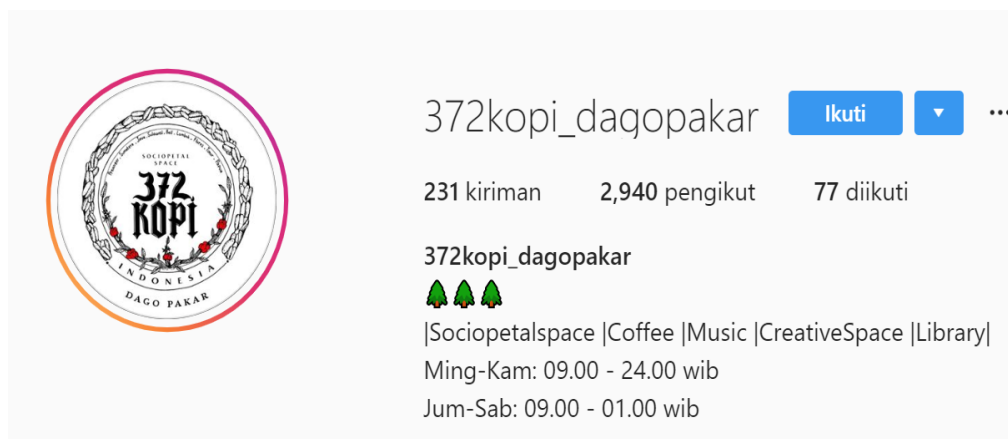 SOCIOPETAL
SPACE
372
KOPI
INDONESIA
DAGO PAKAR
372kopi_dagopakar
Ikuti
231 kiriman 2,940 pengikut 77 diikuti
372kopi_dagopakar
|Sociopetalspace |Coffee |Music |CreativeSpace |Library|
Ming-Kam: 09.00 - 24.00 wib
Jum-Sab: 09.00 - 01.00 wib